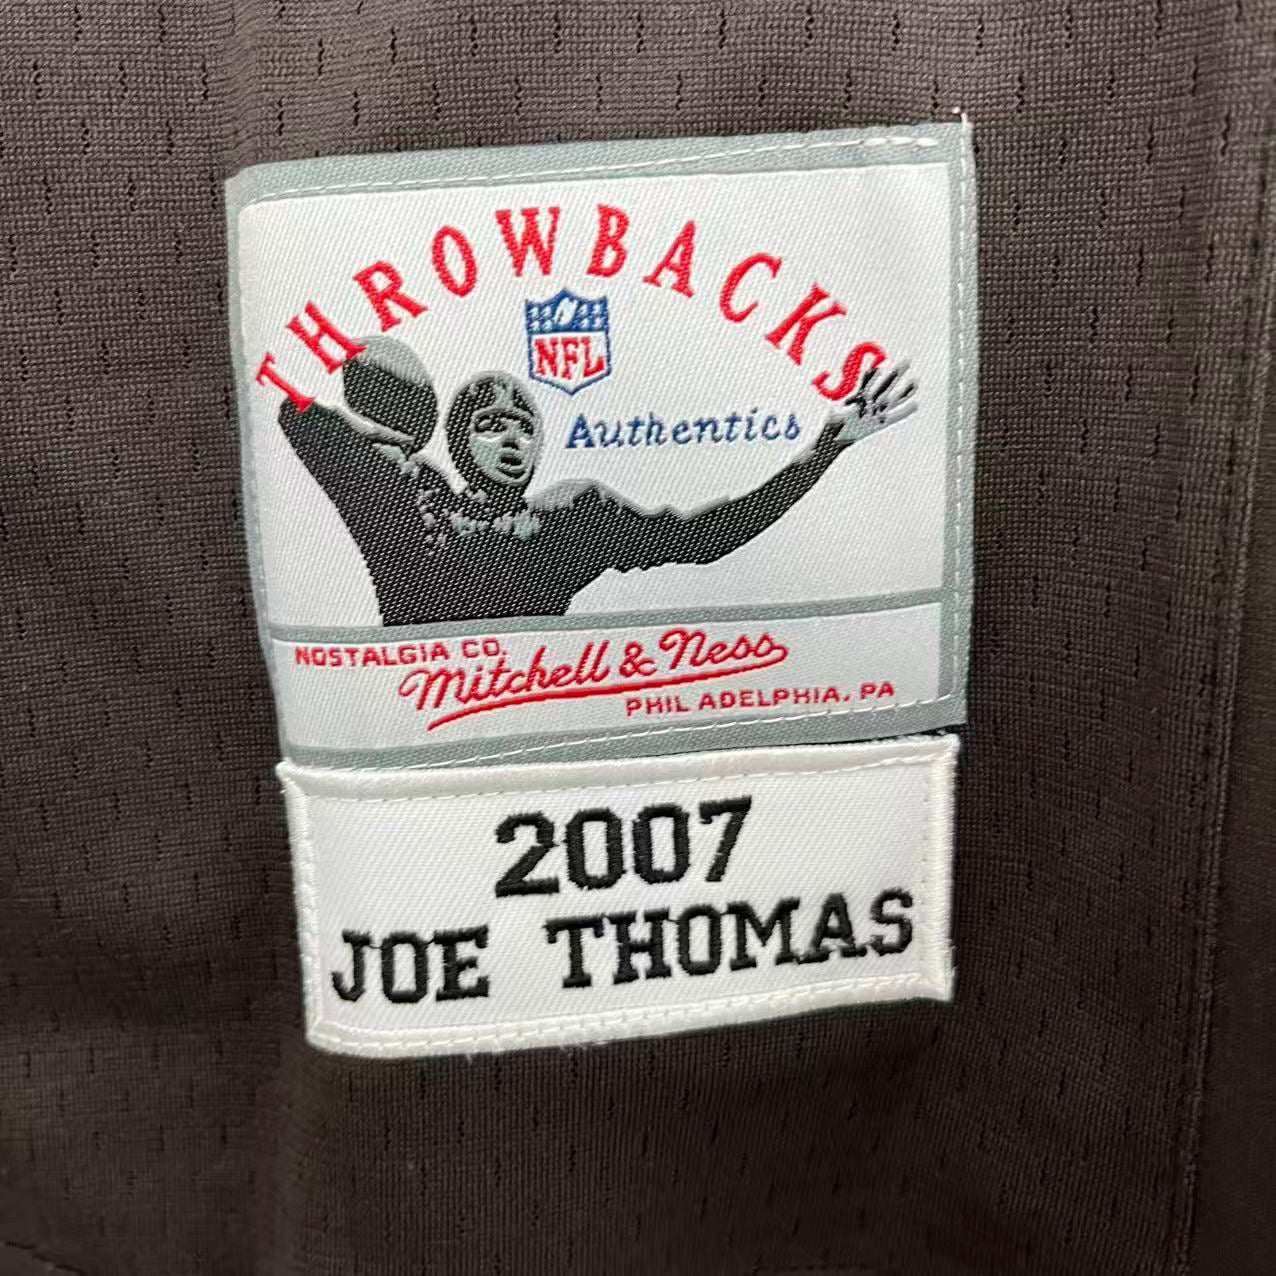 THROWBACKS
NFL
Authentics
NOSTALGIA CO.
Mitchell & Ness
PHILADELPHIA, PA
2007
JOE THOMAS